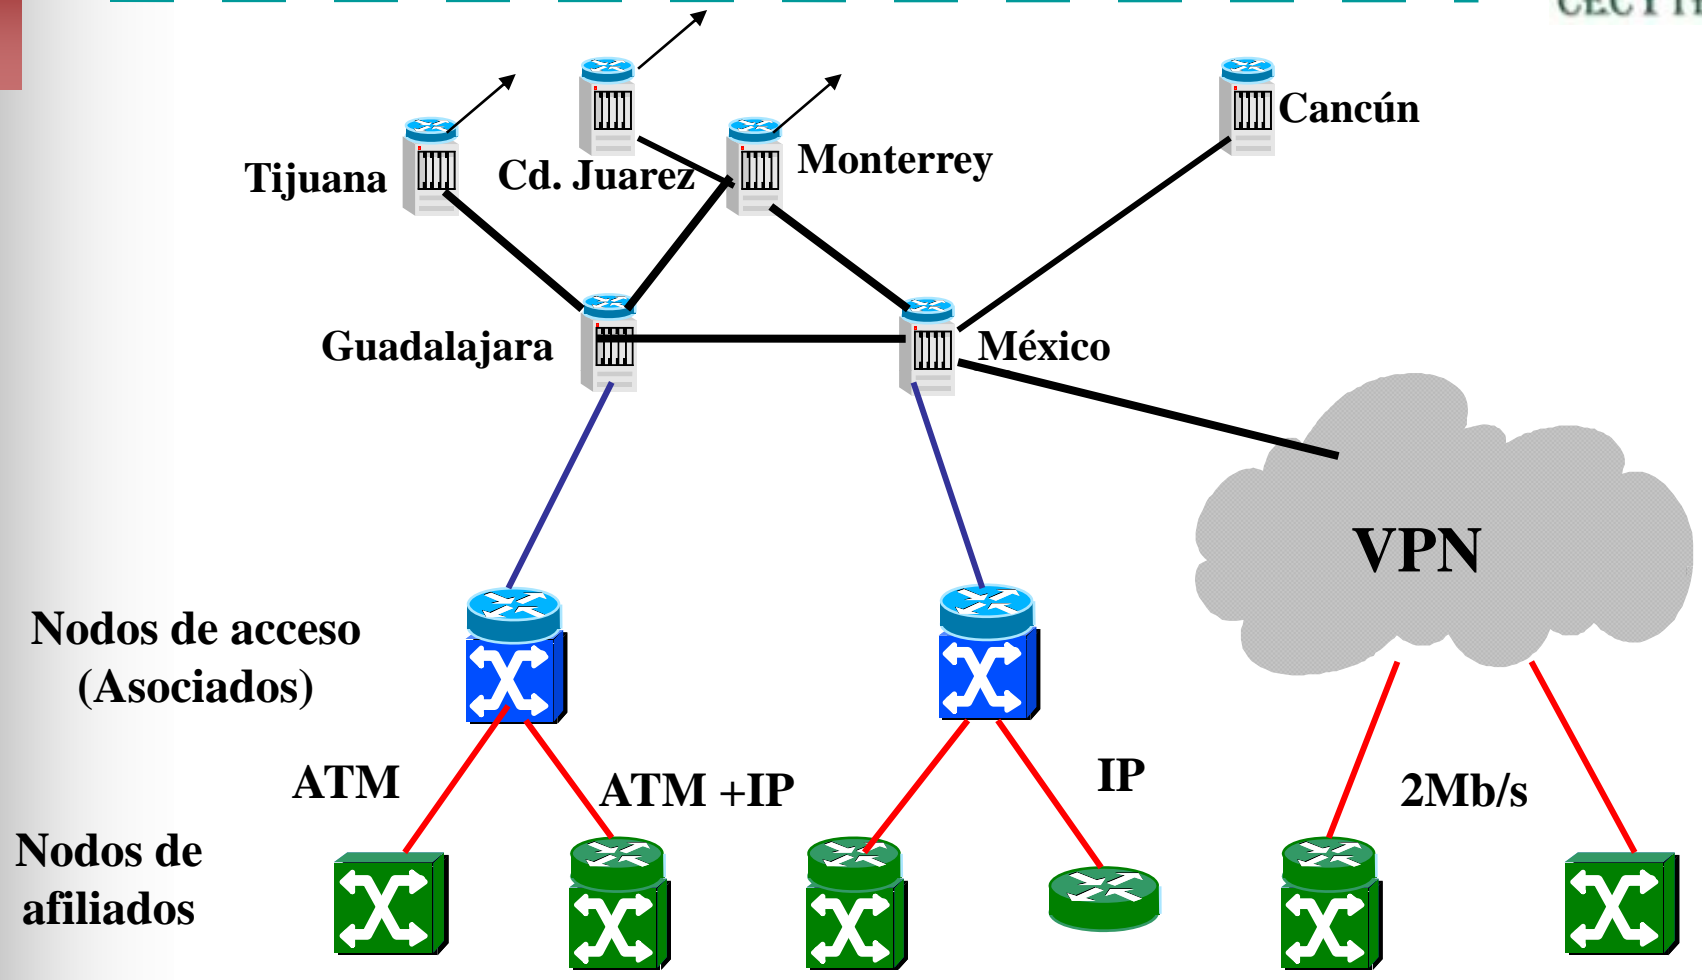 Cancún
Monterrey
Tijuana
Cd. Juarez
Guadalajara
México
VPN
Nodos de acceso
(Asociados)
ATM
ATM +IP
IP
2Mb/s
Nodos de
afiliados